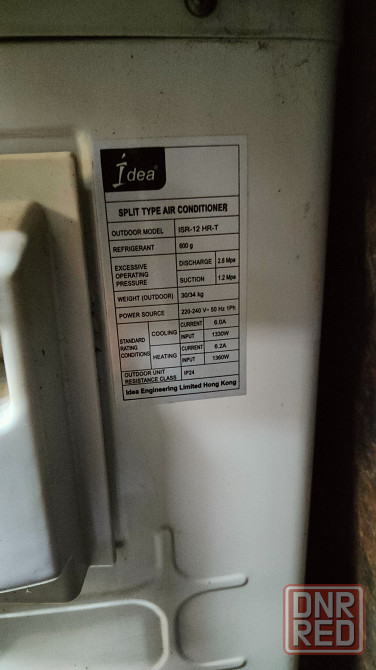 idea®
SPLIT TYPE AIR CONDITIONER
OUTDOOR MODEL ISR-12 HR-T
REFRIGERANT 600 g
EXCESSIVE OPERATING PRESSURE DISCHARGE 2.6 Mpa
SUCTION 1.2 Mpa
WEIGHT (OUTDOOR) 30/34 kg
POWER SOURCE 220-240 V~ 50 Hz 1Ph
STANDARD RATING CONDITIONS COOLING CURRENT 6.0A
INPUT 1330W
HEATING CURRENT 6.2A
INPUT 1360W
OUTDOOR UNIT RESISTANCE CLASS IP24
Idea Engineering Limited Hong Kong
DNR
RED